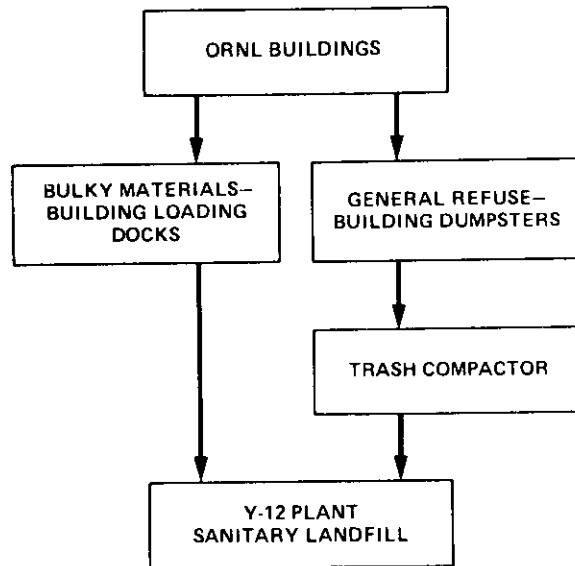 ORNL BUILDINGS
BULKY MATERIALS—
BUILDING LOADING
DOCKS
GENERAL REFUSE—
BUILDING DUMPSTERS
TRASH COMPACTOR
Y-12 PLANT
SANITARY LANDFILL